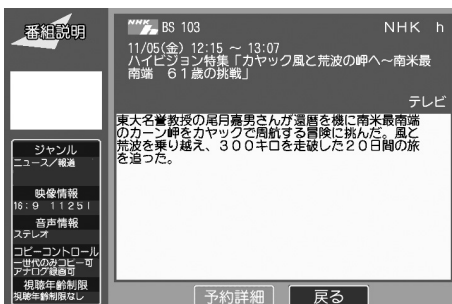 番組説明
NHK BS 103
NHK h
11/05(金) 12:15 ～ 13:07
ハイビジョン特集「カヤック風と荒波の岬へ～南米最
南端 61歳の挑戦」
テレビ
東大名誉教授の尾月嘉男さんが還暦を機に南米最南端
のカーン岬をカヤックで周航する冒険に挑んだ。風と
荒波を乗り越え、300キロを走破した20日間の旅
を追った。
ジャンル
ニュース／報道
映像情報
16:9 1125I
音声情報
ステレオ
コピーコントロール
一世代のみコピー可
アナログ録画可
視聴年齢制限
視聴年齢制限なし
予約詳細
戻る